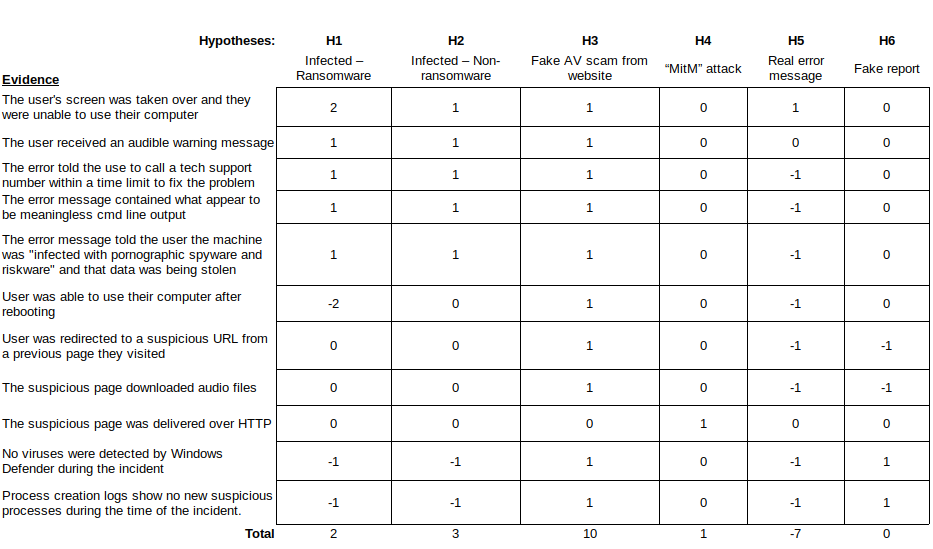 Hypotheses: H1 H2 H3 H4 H5 H6
Evidence
Infected –
Ransomware
Infected – Non-
ransomware
Fake AV scam from
website
“MitM” attack
Real error
message
Fake report
The user's screen was taken over and they
were unable to use their computer
2 1 1 0 1 0
The user received an audible warning message 1 1 1 0 0 0
The error told the use to call a tech support
number within a time limit to fix the problem
1 1 1 0 -1 0
The error message contained what appear to
be meaningless cmd line output
1 1 1 0 -1 0
The error message told the user the machine
was "infected with pornographic spyware and
riskware" and that data was being stolen
1 1 1 0 -1 0
User was able to use their computer after
rebooting
-2 0 1 0 -1 0
User was redirected to a suspicious URL from
a previous page they visited
0 0 1 0 -1 -1
The suspicious page downloaded audio files 0 0 1 0 -1 -1
The suspicious page was delivered over HTTP 0 0 0 1 0 0
No viruses were detected by Windows
Defender during the incident
-1 -1 1 0 -1 1
Process creation logs show no new suspicious
processes during the time of the incident.
-1 -1 1 0 -1 1
Total 2 3 10 1 -7 0